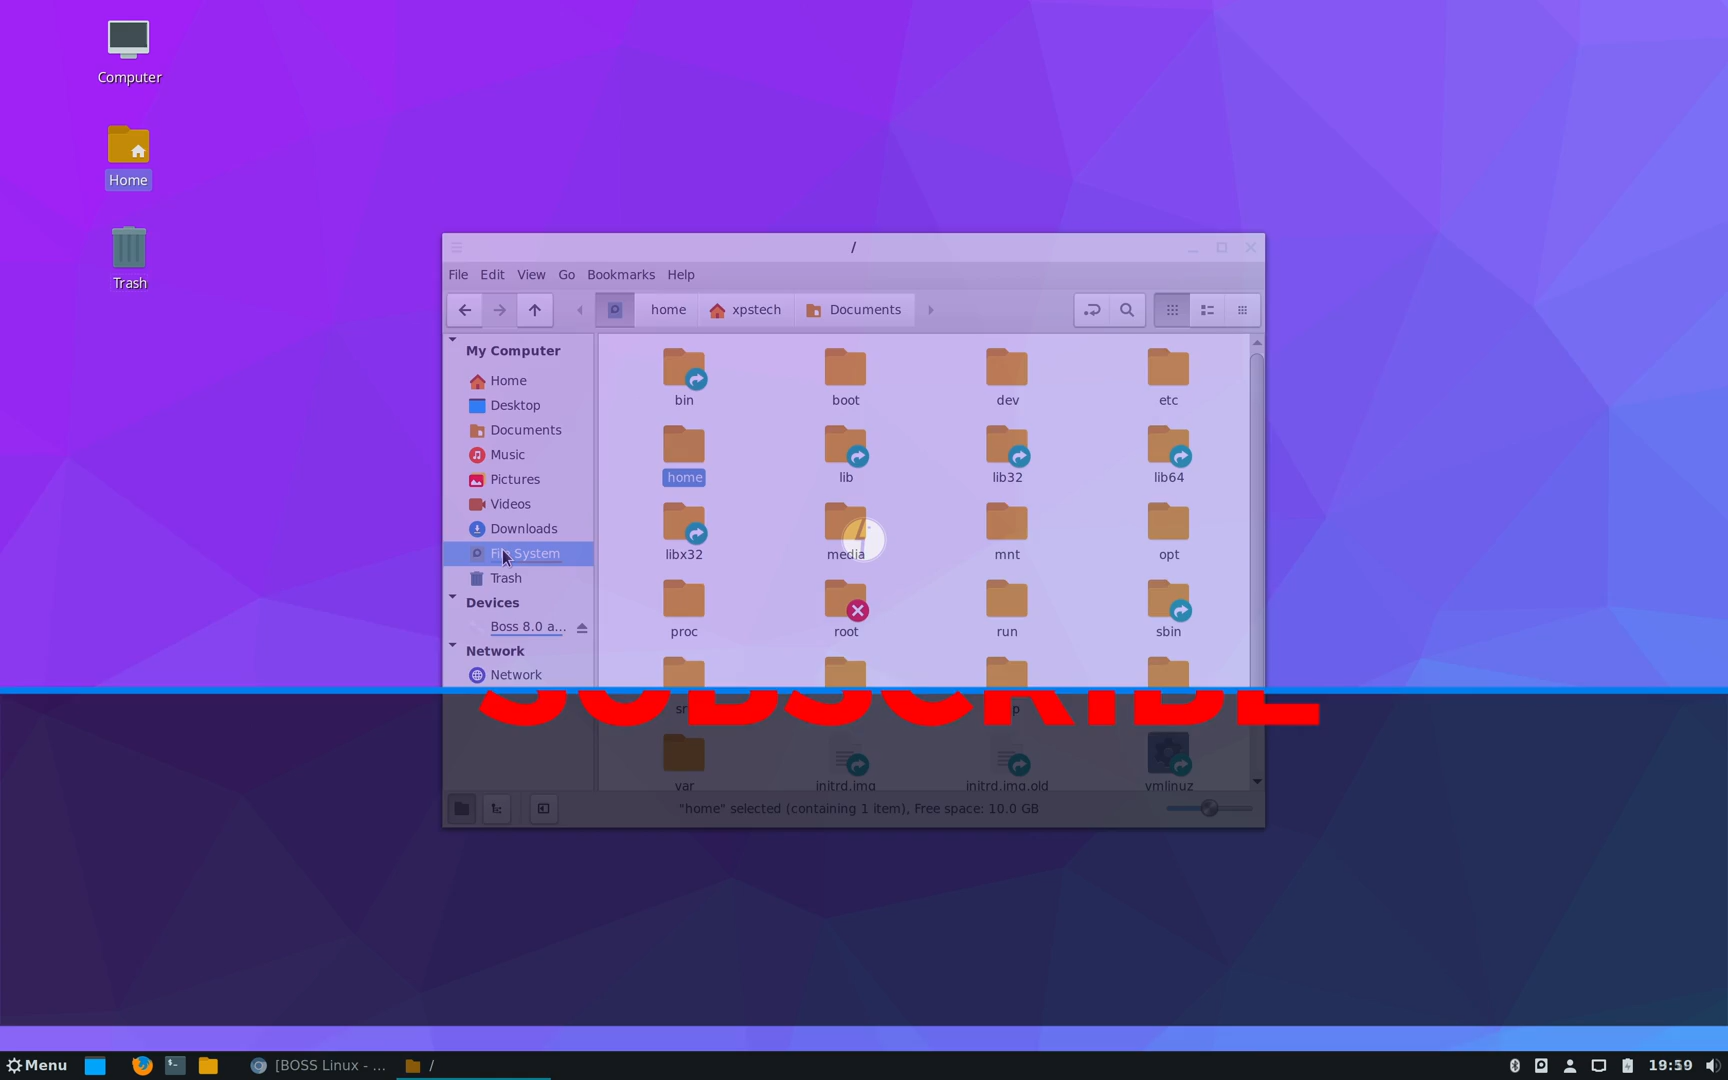 Computer
Home
Trash
/
File Edit View Go Bookmarks Help
home xpstech Documents
My Computer
Home
Desktop
Documents
Music
Pictures
Videos
Downloads
File System
Trash
Devices
Boss 8.0 a...
Network
Network
bin boot dev etc
home lib lib32 lib64
libx32 media mnt opt
proc root run sbin
SUBSCRIBE
var initrd.img initrd.img.old vmlinuz
"home" selected (containing 1 item), Free space: 10.0 GB
Menu [BOSS Linux - ... / 19:59